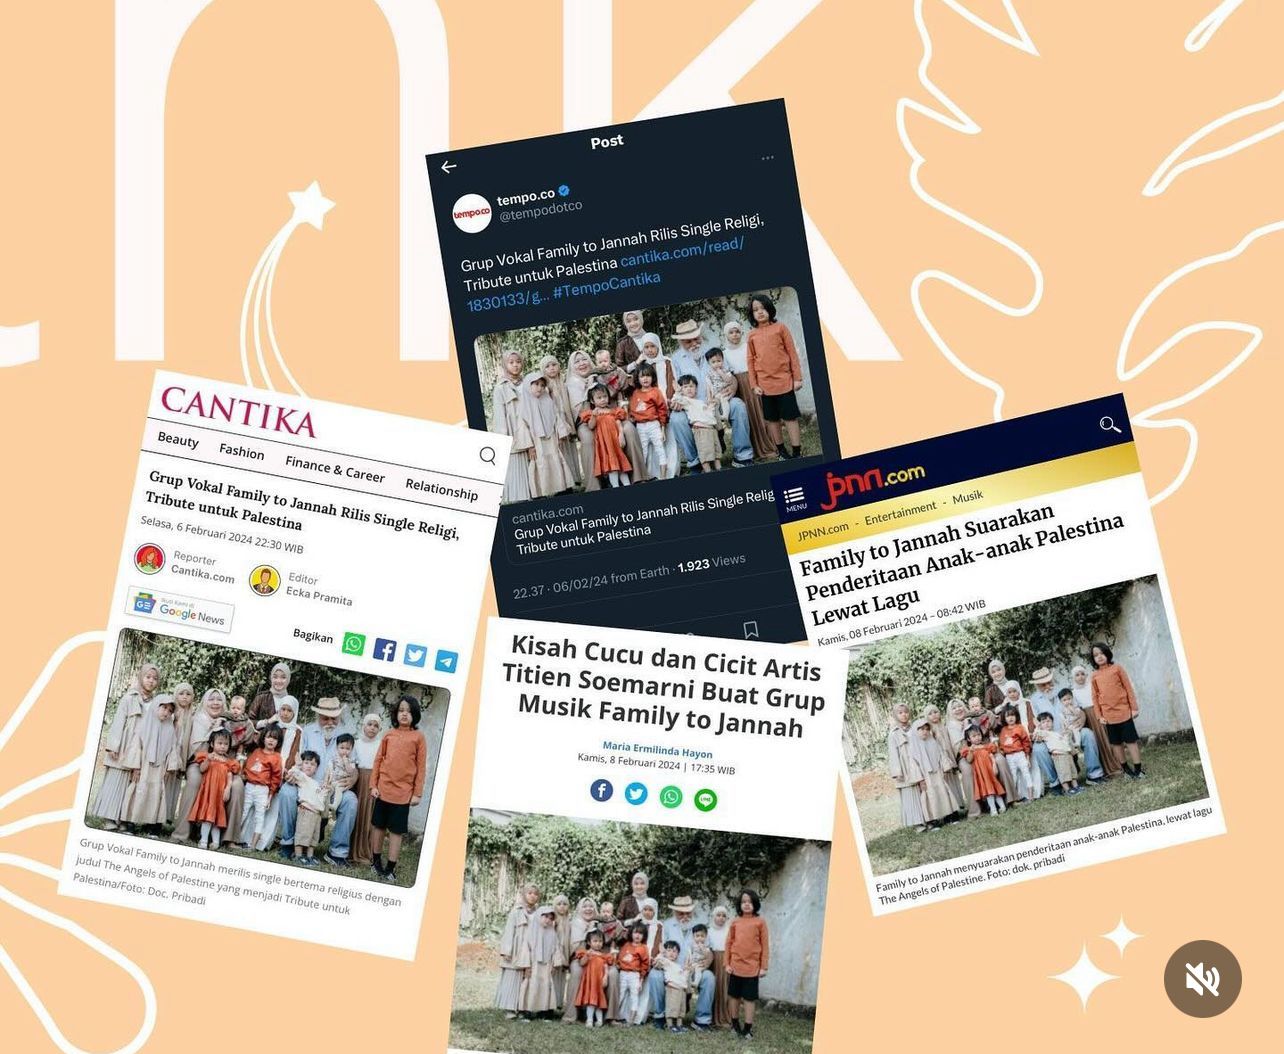 Post
tempo.co
@tempodotco
Grup Vokal Family to Jannah Rilis Single Religi,
Tribute untuk Palestina cantika.com/read/
1830133/g... #TempoCantika
tempo.co
cantika.com
Grup Vokal Family to Jannah Rilis Single Relig
Tribute untuk Palestina
22.37 · 06/02/24 from Earth · 1.923 Views
CANTIKA
Beauty Fashion Finance & Career Relationship
Grup Vokal Family to Jannah Rilis Single Religi,
Tribute untuk Palestina
Selasa, 6 Februari 2024 22:30 WIB
Reporter
Cantika.com
Editor
Ecka Pramita
Google News
Bagikan
Grup Vokal Family to Jannah merilis single bertema religius dengan
judul The Angels of Palestine yang menjadi Tribute untuk
Palestina/Foto: Doc. Pribadi
Kisah Cucu dan Cicit Artis
Titien Soemarni Buat Grup
Musik Family to Jannah
Maria Ermilinda Hayon
Kamis, 8 Februari 2024 | 17:35 WIB
MENU
jpnn.com
JPNN.com - Entertainment - Musik
Family to Jannah Suarakan
Penderitaan Anak-anak Palestina
Lewat Lagu
Kamis, 08 Februari 2024 – 08:42 WIB
Family to Jannah menyuarakan penderitaan anak-anak Palestina, lewat lagu
The Angels of Palestine. Foto: dok. pribadi